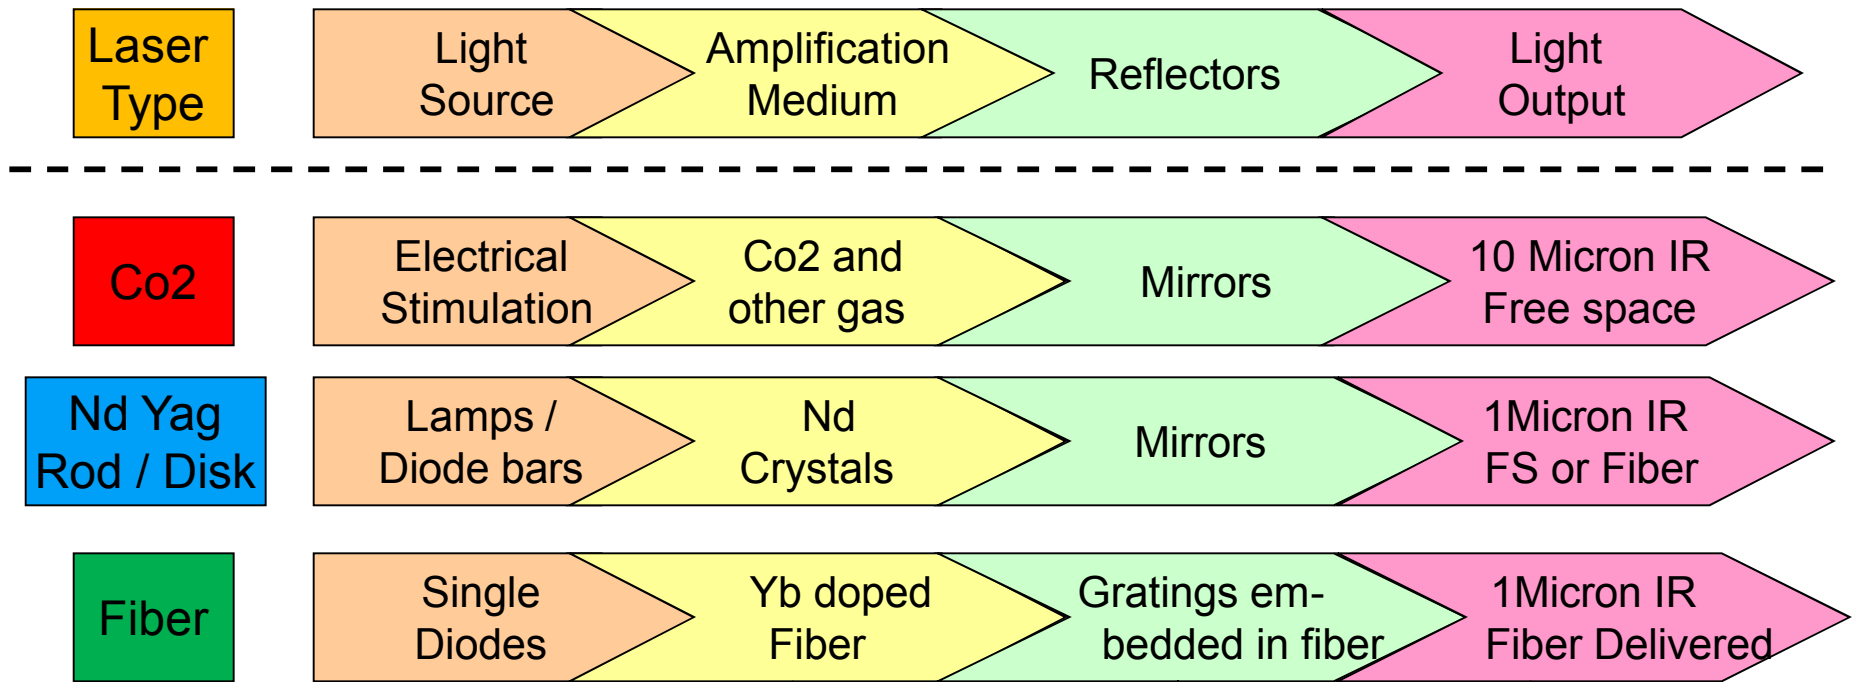 Laser
Type
Light
Source
Amplification
Medium
Reflectors
Light
Output
Co2
Electrical
Stimulation
Co2 and
other gas
Mirrors
10 Micron IR
Free space
Nd Yag
Rod / Disk
Lamps /
Diode bars
Nd
Crystals
Mirrors
1Micron IR
FS or Fiber
Fiber
Single
Diodes
Yb doped
Fiber
Gratings em-
bedded in fiber
1Micron IR
Fiber Delivered